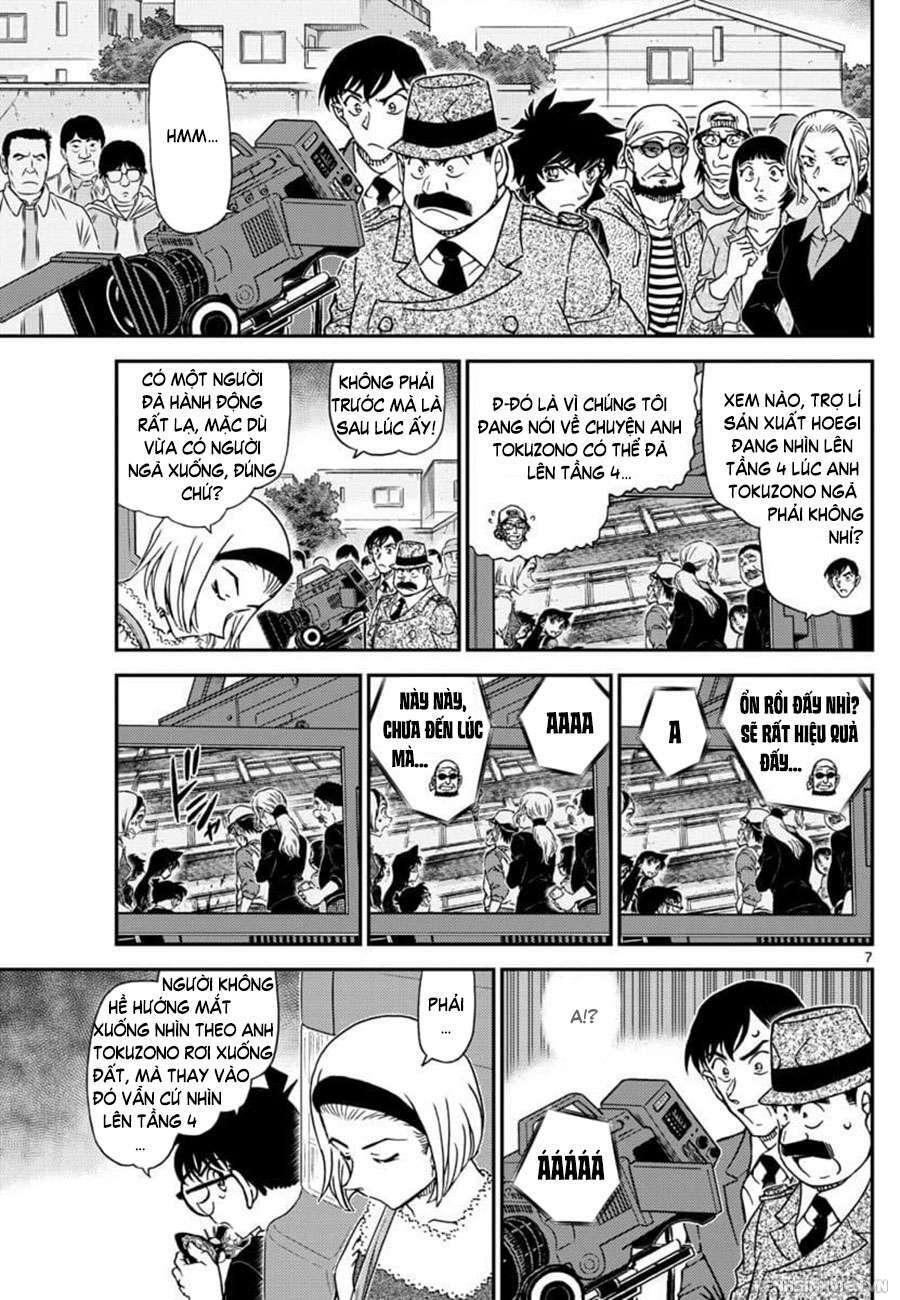 HMM...
XEM NÀO, TRỢ LÍ
SẢN XUẤT HOEGI
ĐANG NHÌN LÊN
TẦNG 4 LÚC ANH
TOKUZONO NGÃ
PHẢI KHÔNG
NHỈ?
Đ-ĐÓ LÀ VÌ CHÚNG TÔI
ĐANG NÓI VỀ CHUYỆN ANH
TOKUZONO CÓ THỂ ĐÃ
LÊN TẦNG 4...
KHÔNG PHẢI
TRƯỚC MÀ LÀ
SAU LÚC ẤY!
CÓ MỘT NGƯỜI
ĐÃ HÀNH ĐỘNG
RẤT LẠ, MẶC DÙ
VỪA CÓ NGƯỜI
NGÃ XUỐNG, ĐÚNG
CHỨ?
ỔN RỒI ĐẤY NHỈ?
SẼ RẤT HIỆU QUẢ
ĐẤY...
A
AAAA
NÀY NÀY,
CHƯA ĐẾN LÚC
MÀ...
7
A!?
ÁÁÁÁÁ
PHẢI
...
NGƯỜI KHÔNG
HỀ HƯỚNG MẮT
XUỐNG NHÌN THEO ANH
TOKUZONO RƠI XUỐNG
ĐẤT, MÀ THAY VÀO
ĐÓ VẪN CỨ NHÌN
LÊN TẦNG 4
...